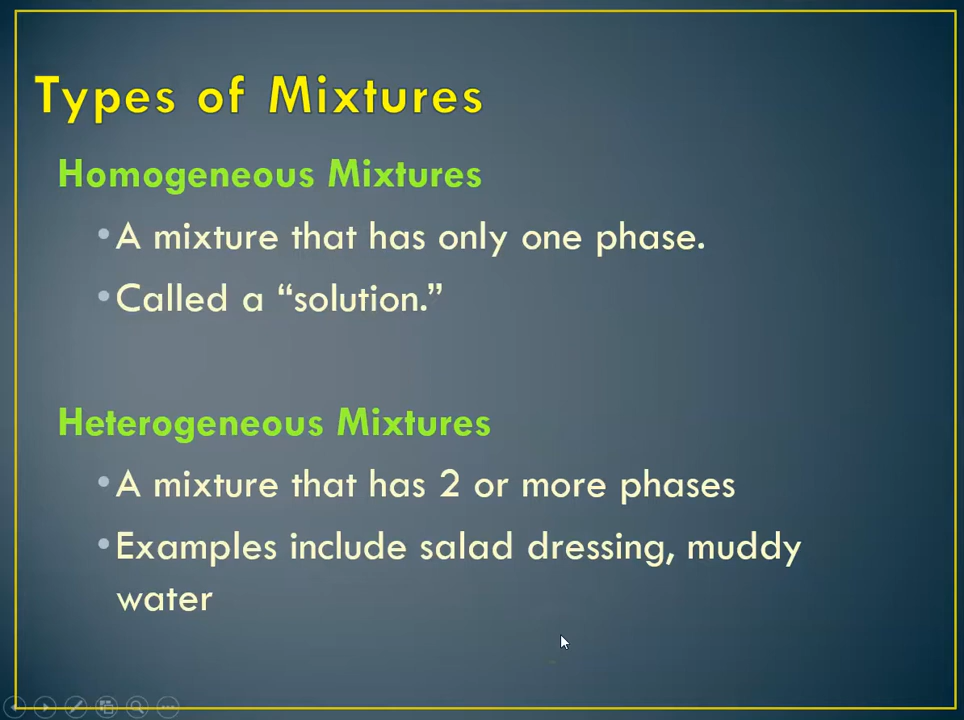 Types of Mixtures
Homogeneous Mixtures
•A mixture that has only one phase.
•Called a “solution.”
Heterogeneous Mixtures
•A mixture that has 2 or more phases
•Examples include salad dressing, muddy
water